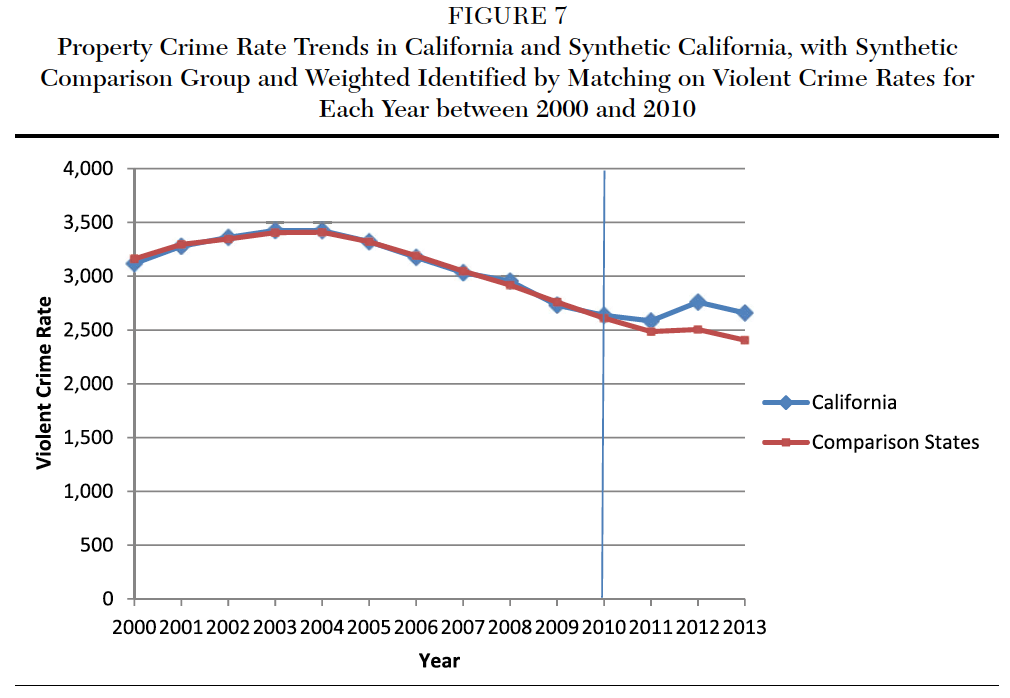 FIGURE 7
Property Crime Rate Trends in California and Synthetic California, with Synthetic
Comparison Group and Weighted Identified by Matching on Violent Crime Rates for
Each Year between 2000 and 2010
4,000
3,500
3,000
2,500
2,000
1,500
1,000
500
0
Violent Crime Rate
2000 2001 2002 2003 2004 2005 2006 2007 2008 2009 2010 2011 2012 2013
Year
California
Comparison States